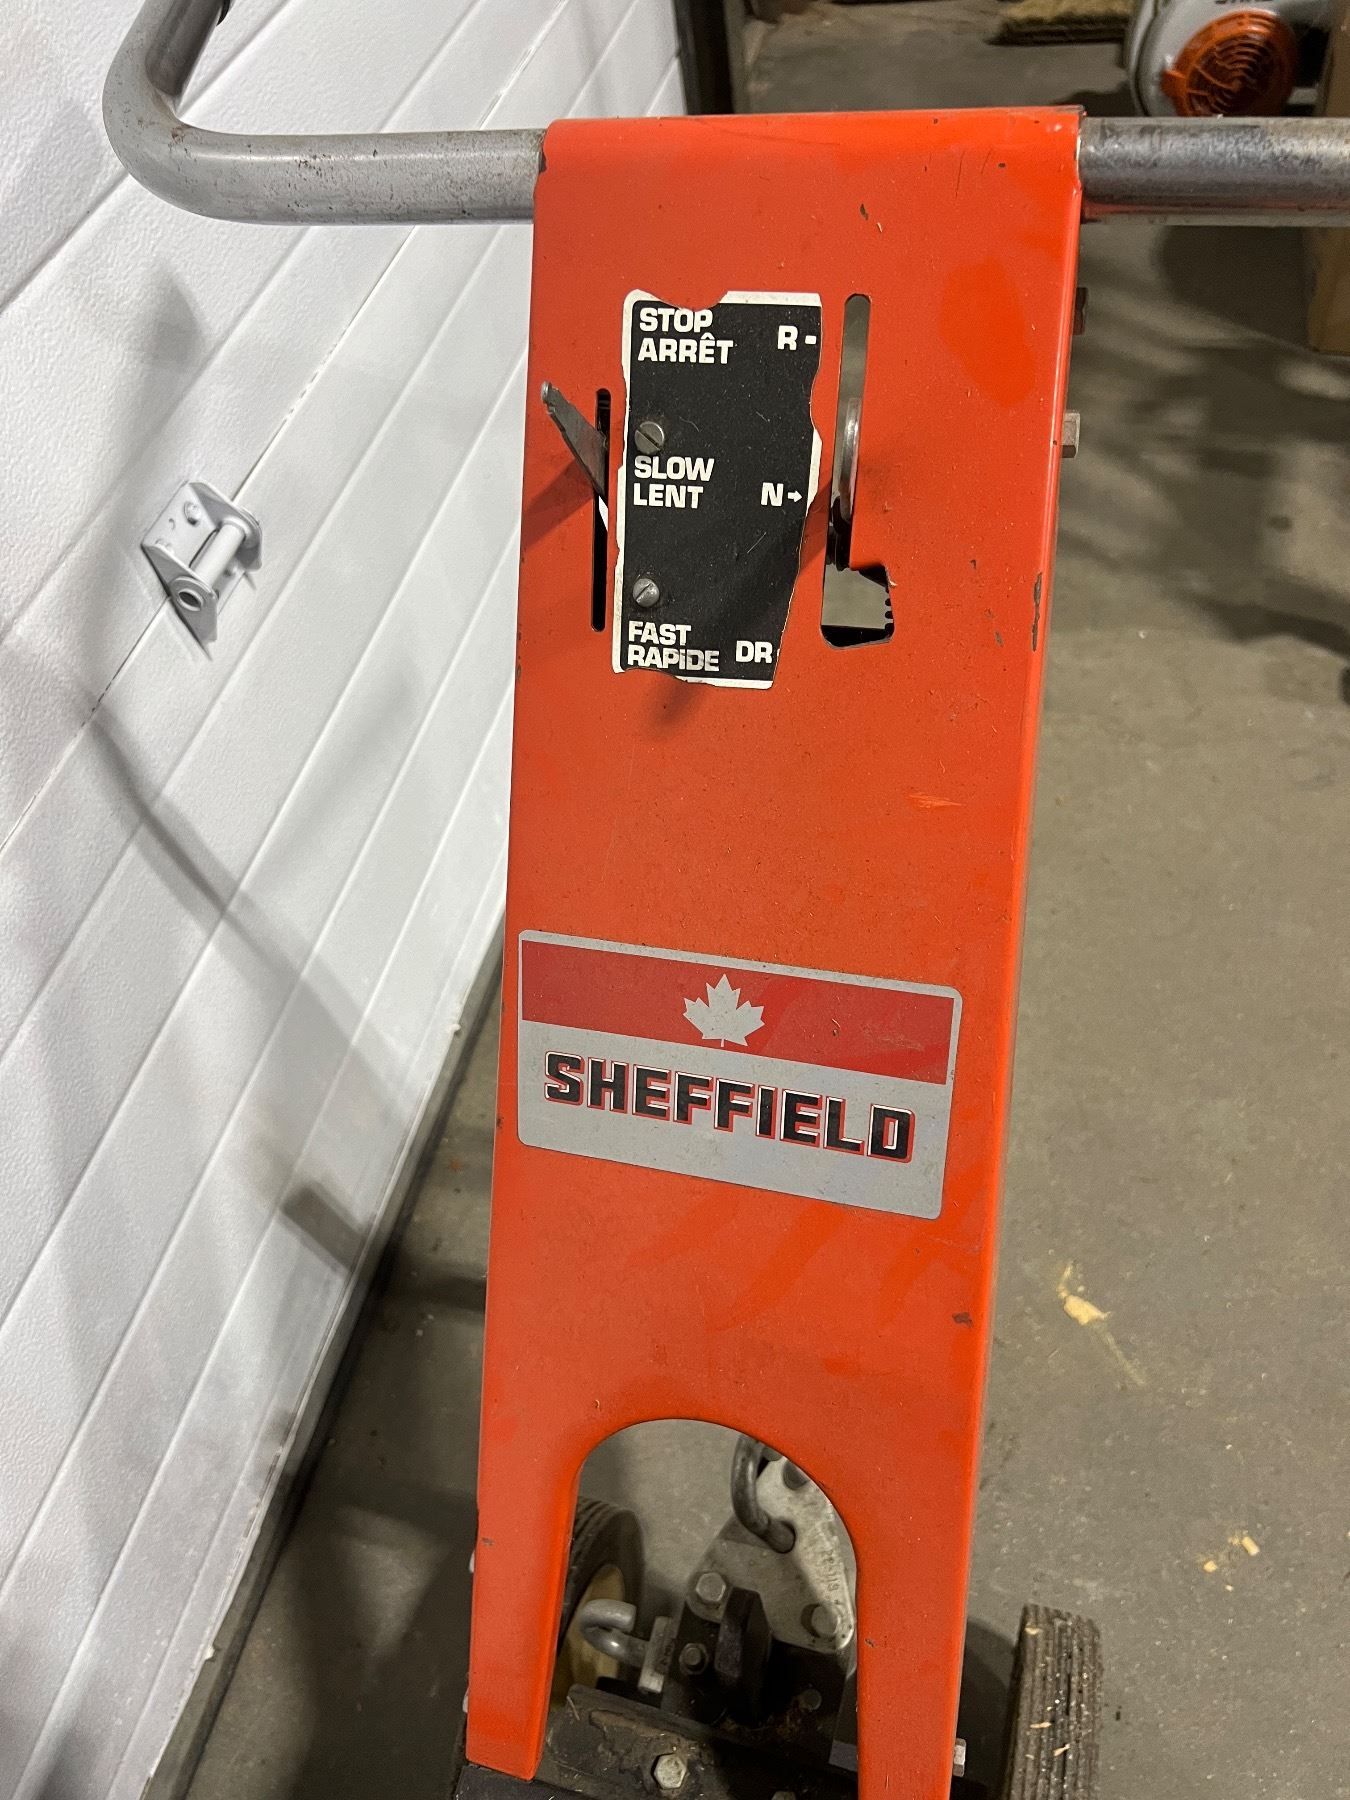 STOP
ARRÊT
R
SLOW
LENT
N→
FAST
RAPIDE
DR
SHEFFIELD